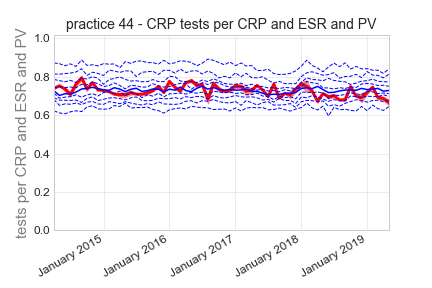 practice 44 - CRP tests per CRP and ESR and PV
tests per CRP and ESR and PV
1.0
0.8
0.6
0.4
0.2
0.0
January 2015
January 2016
January 2017
January 2018
January 2019